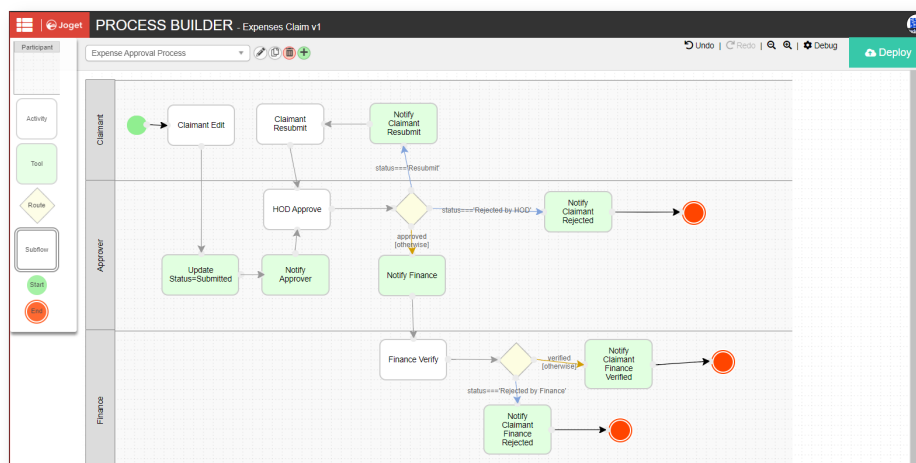 Joget
PROCESS BUILDER - Expenses Claim v1
Participant
Expense Approval Process
Undo | Redo | | Debug
Deploy
Activity
Tool
Route
Subflow
Start
End
Claimant
Claimant Edit
Claimant
Resubmit
Notify
Claimant
Resubmit
status==='Resubmit'
Approver
HOD Approve
status==='Rejected by HOD'
Notify
Claimant
Rejected
approved
[otherwise]
Update
Status=Submitted
Notify
Approver
Notify Finance
Finance
Finance Verify
verified
[otherwise]
Notify
Claimant
Finance
Verified
status==='Rejected by Finance'
Notify
Claimant
Finance
Rejected